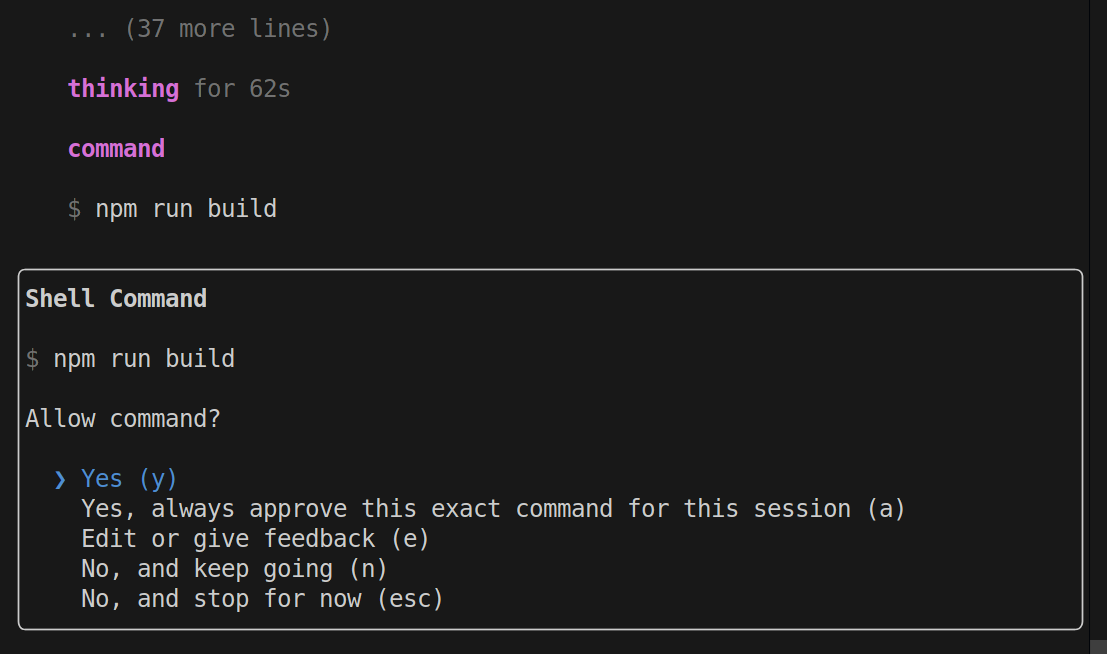 ... (37 more lines)
thinking for 62s
command
$ npm run build
Shell Command
$ npm run build
Allow command?
❯ Yes (y)
Yes, always approve this exact command for this session (a)
Edit or give feedback (e)
No, and keep going (n)
No, and stop for now (esc)